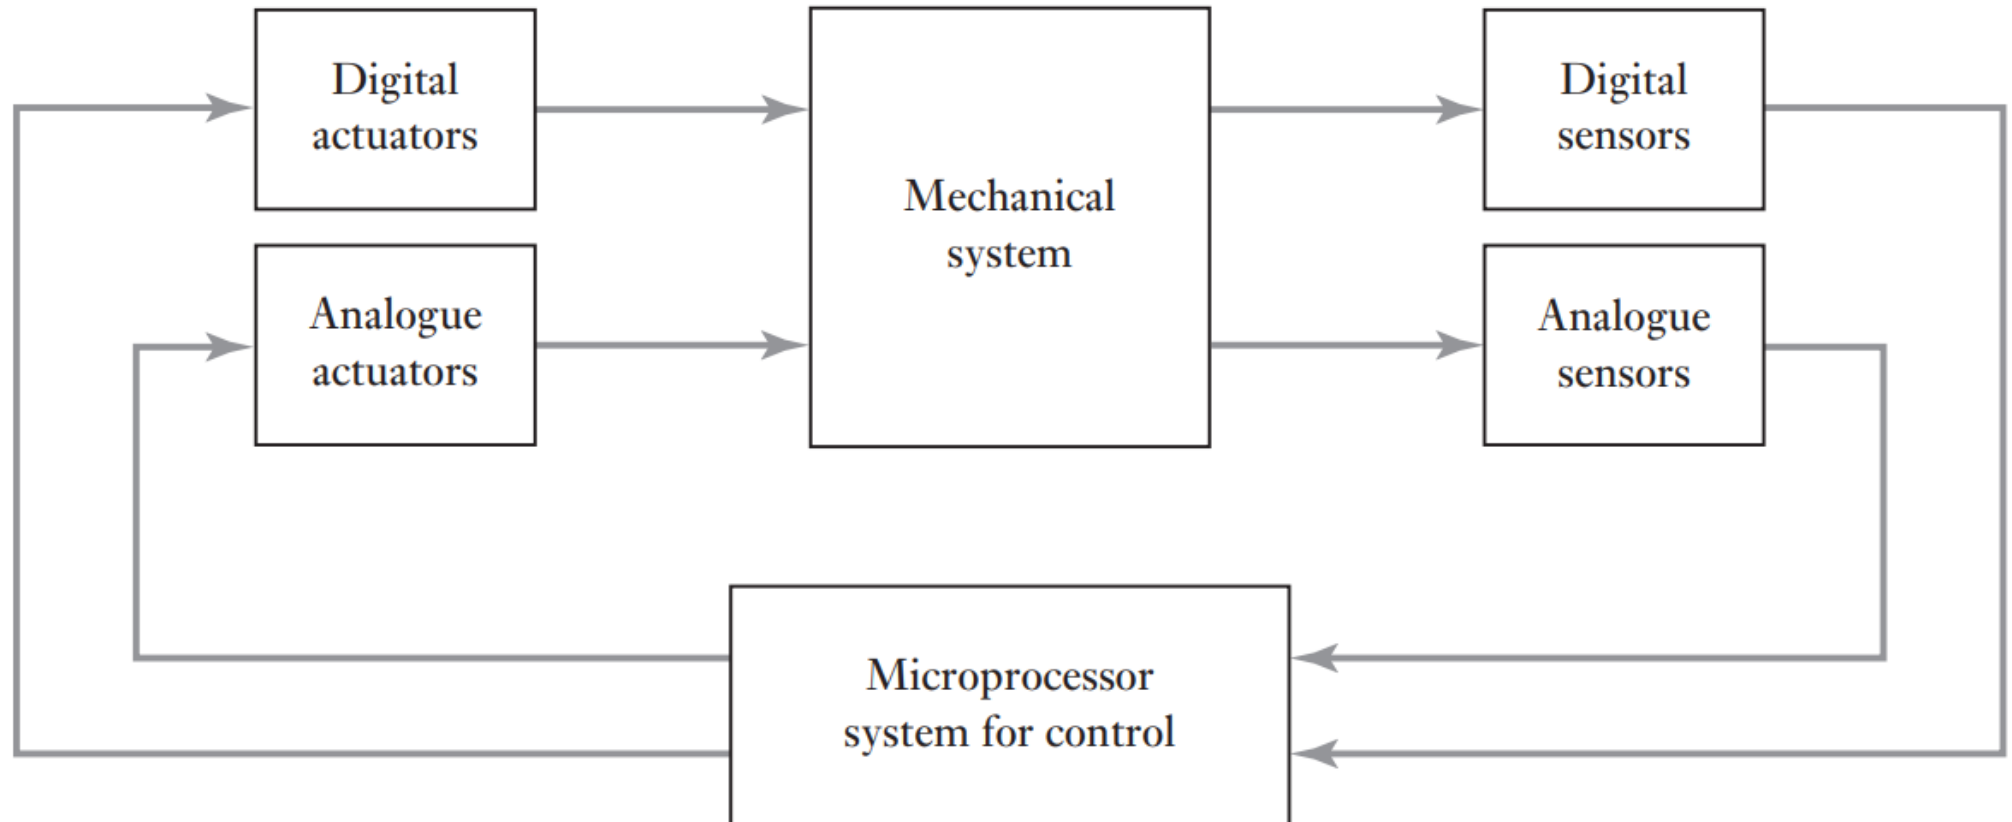 Digital
actuators
Mechanical
system
Digital
sensors
Analogue
actuators
Analogue
sensors
Microprocessor
system for control